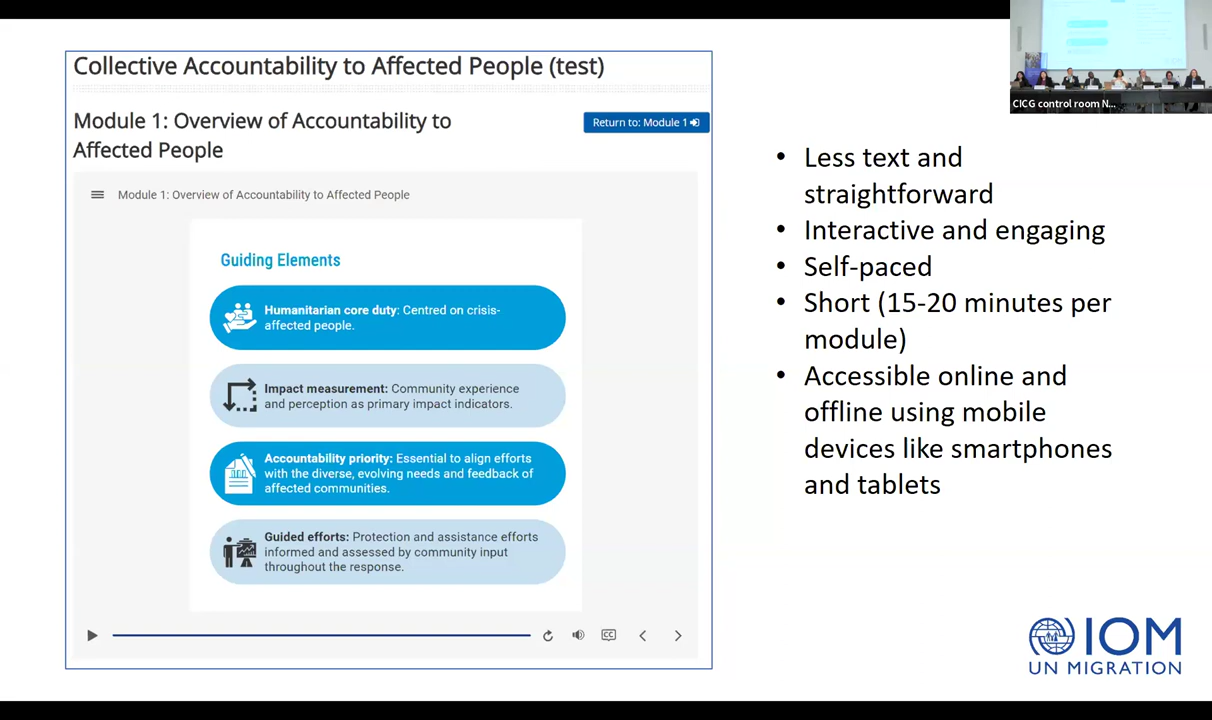 Collective Accountability to Affected People (test)
Module 1: Overview of Accountability to
Affected People
Return to: Module 1
Module 1: Overview of Accountability to Affected People
Guiding Elements
Humanitarian core duty: Centred on crisis-
affected people.
Impact measurement: Community experience
and perception as primary impact indicators.
Accountability priority: Essential to align efforts
with the diverse, evolving needs and feedback of
affected communities.
Guided efforts: Protection and assistance efforts
informed and assessed by community input
throughout the response.
CC
CICG control room N...
• Less text and
straightforward
• Interactive and engaging
• Self-paced
• Short (15-20 minutes per
module)
• Accessible online and
offline using mobile
devices like smartphones
and tablets
IOM
UN MIGRATION